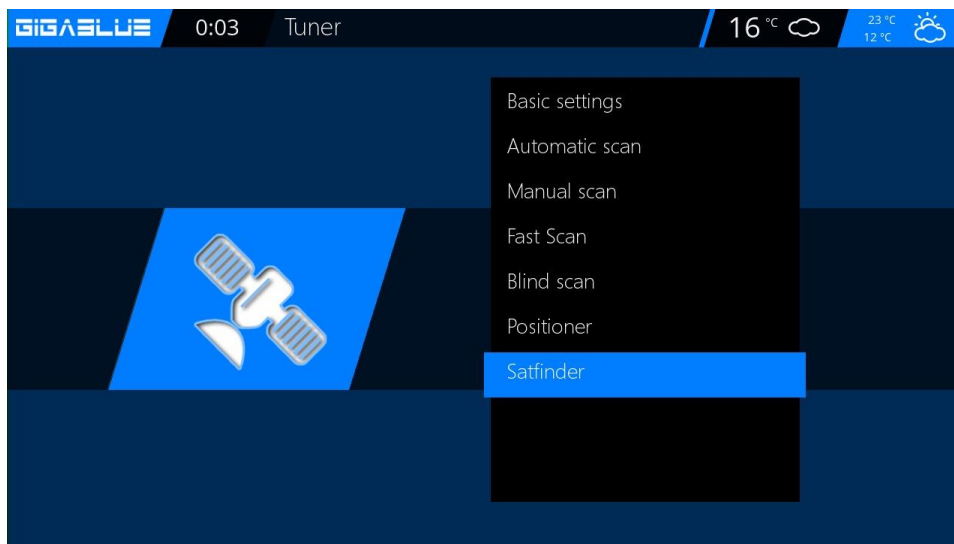 GIGABLUE 0:03 Tuner 16 °C 23 °C
12 °C
Basic settings
Automatic scan
Manual scan
Fast Scan
Blind scan
Positioner
Satfinder